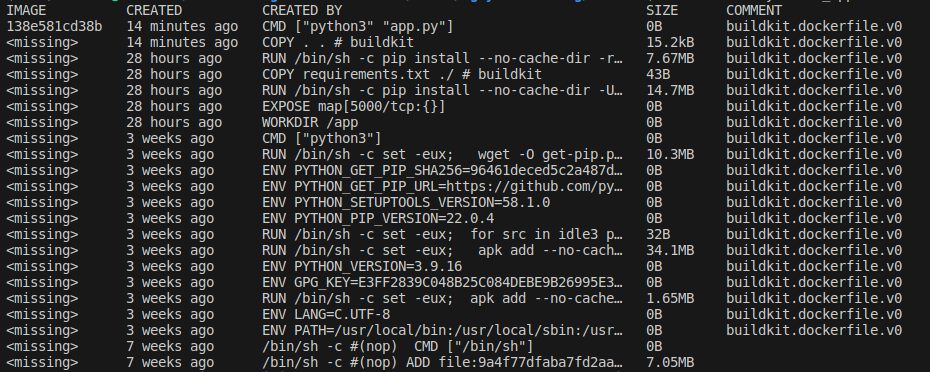 IMAGE CREATED CREATED BY SIZE COMMENT
138e581cd38b 14 minutes ago CMD ["python3" "app.py"] 0B buildkit.dockerfile.v0
<missing> 14 minutes ago COPY . . # buildkit 15.2kB buildkit.dockerfile.v0
<missing> 28 hours ago RUN /bin/sh -c pip install --no-cache-dir -r… 7.67MB buildkit.dockerfile.v0
<missing> 28 hours ago COPY requirements.txt ./ # buildkit 43B buildkit.dockerfile.v0
<missing> 28 hours ago RUN /bin/sh -c pip install --no-cache-dir -U… 14.7MB buildkit.dockerfile.v0
<missing> 28 hours ago EXPOSE map[5000/tcp:{}] 0B buildkit.dockerfile.v0
<missing> 28 hours ago WORKDIR /app 0B buildkit.dockerfile.v0
<missing> 3 weeks ago CMD ["python3"] 0B buildkit.dockerfile.v0
<missing> 3 weeks ago RUN /bin/sh -c set -eux; wget -O get-pip.p… 10.3MB buildkit.dockerfile.v0
<missing> 3 weeks ago ENV PYTHON_GET_PIP_SHA256=96461deced5c2a487d… 0B buildkit.dockerfile.v0
<missing> 3 weeks ago ENV PYTHON_GET_PIP_URL=https://github.com/py… 0B buildkit.dockerfile.v0
<missing> 3 weeks ago ENV PYTHON_SETUPTOOLS_VERSION=58.1.0 0B buildkit.dockerfile.v0
<missing> 3 weeks ago ENV PYTHON_PIP_VERSION=22.0.4 0B buildkit.dockerfile.v0
<missing> 3 weeks ago RUN /bin/sh -c set -eux; for src in idle3 p… 32B buildkit.dockerfile.v0
<missing> 3 weeks ago RUN /bin/sh -c set -eux; apk add --no-cach… 34.1MB buildkit.dockerfile.v0
<missing> 3 weeks ago ENV PYTHON_VERSION=3.9.16 0B buildkit.dockerfile.v0
<missing> 3 weeks ago ENV GPG_KEY=E3FF2839C048B25C084DEBE9B26995E3… 0B buildkit.dockerfile.v0
<missing> 3 weeks ago RUN /bin/sh -c set -eux; apk add --no-cache… 1.65MB buildkit.dockerfile.v0
<missing> 3 weeks ago ENV LANG=C.UTF-8 0B buildkit.dockerfile.v0
<missing> 3 weeks ago ENV PATH=/usr/local/bin:/usr/local/sbin:/usr… 0B buildkit.dockerfile.v0
<missing> 7 weeks ago /bin/sh -c #(nop) CMD ["/bin/sh"] 0B
<missing> 7 weeks ago /bin/sh -c #(nop) ADD file:9a4f77dfaba7fd2aa… 7.05MB